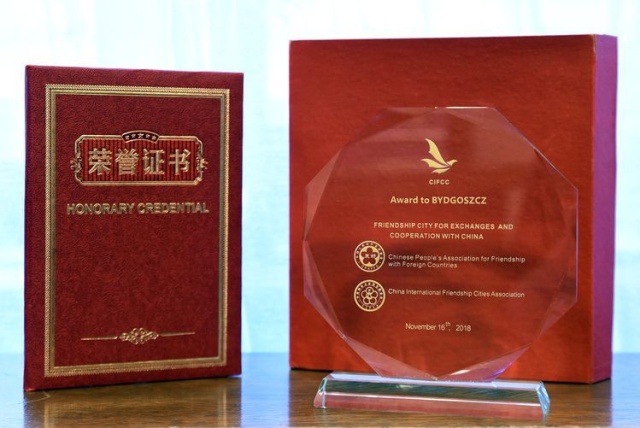 荣誉证书
HONORARY CREDENTIAL
CIFCC
Award to BYDGOSZCZ
FRIENDSHIP CITY FOR EXCHANGES AND
COOPERATION WITH CHINA
Chinese People's Association for Friendship
with Foreign Countries
China International Friendship Cities Association
November 16th, 2018